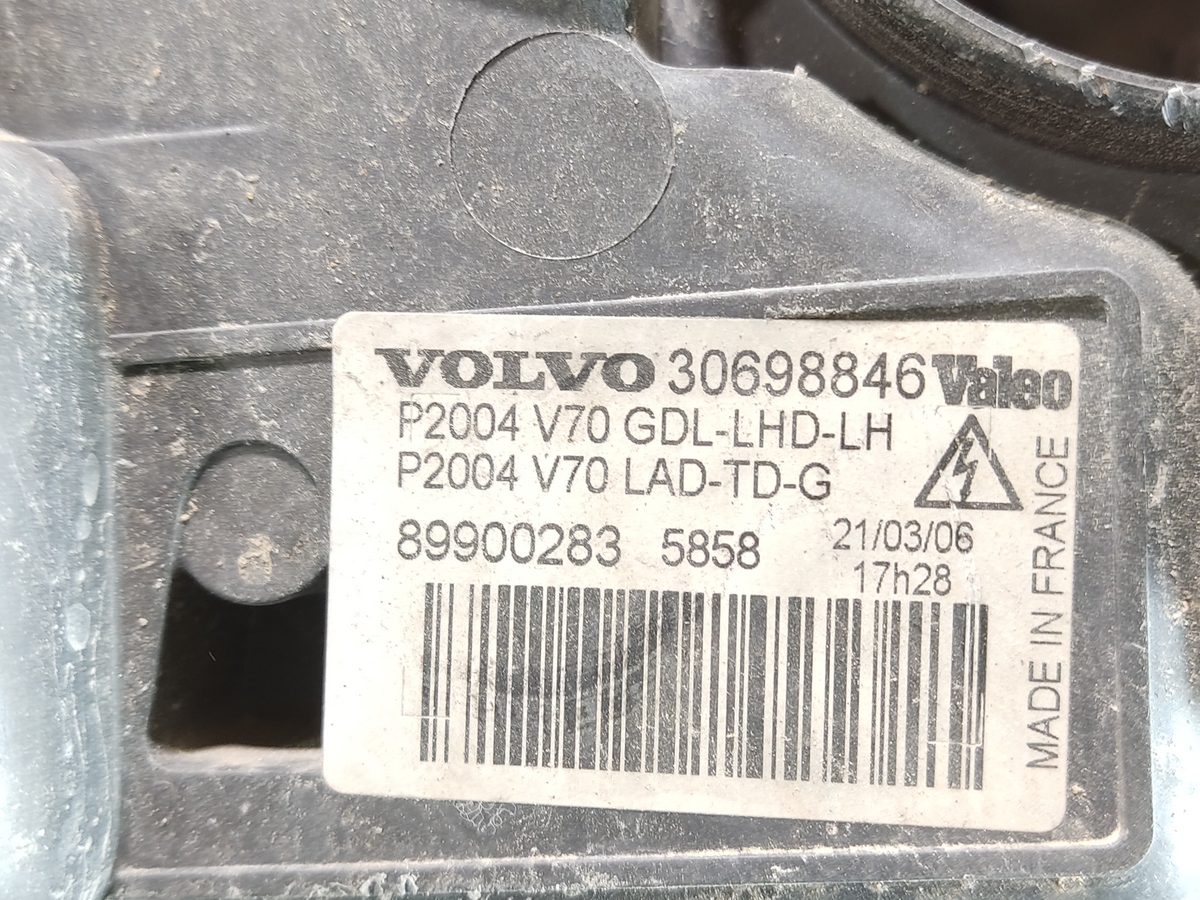 VOLVO 30698846 Valeo
P2004 V70 GDL-LHD-LH
P2004 V70 LAD-TD-G
89900283 5858 21/03/06
17h28
MADE IN FRANCE